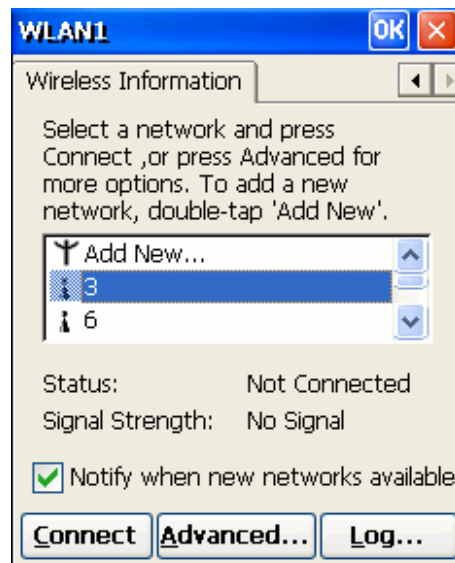 WLAN1 OK
Wireless Information
Select a network and press
Connect ,or press Advanced for
more options. To add a new
network, double-tap 'Add New'.
Add New...
3
6
Status: Not Connected
Signal Strength: No Signal
Notify when new networks available
Connect Advanced... Log...